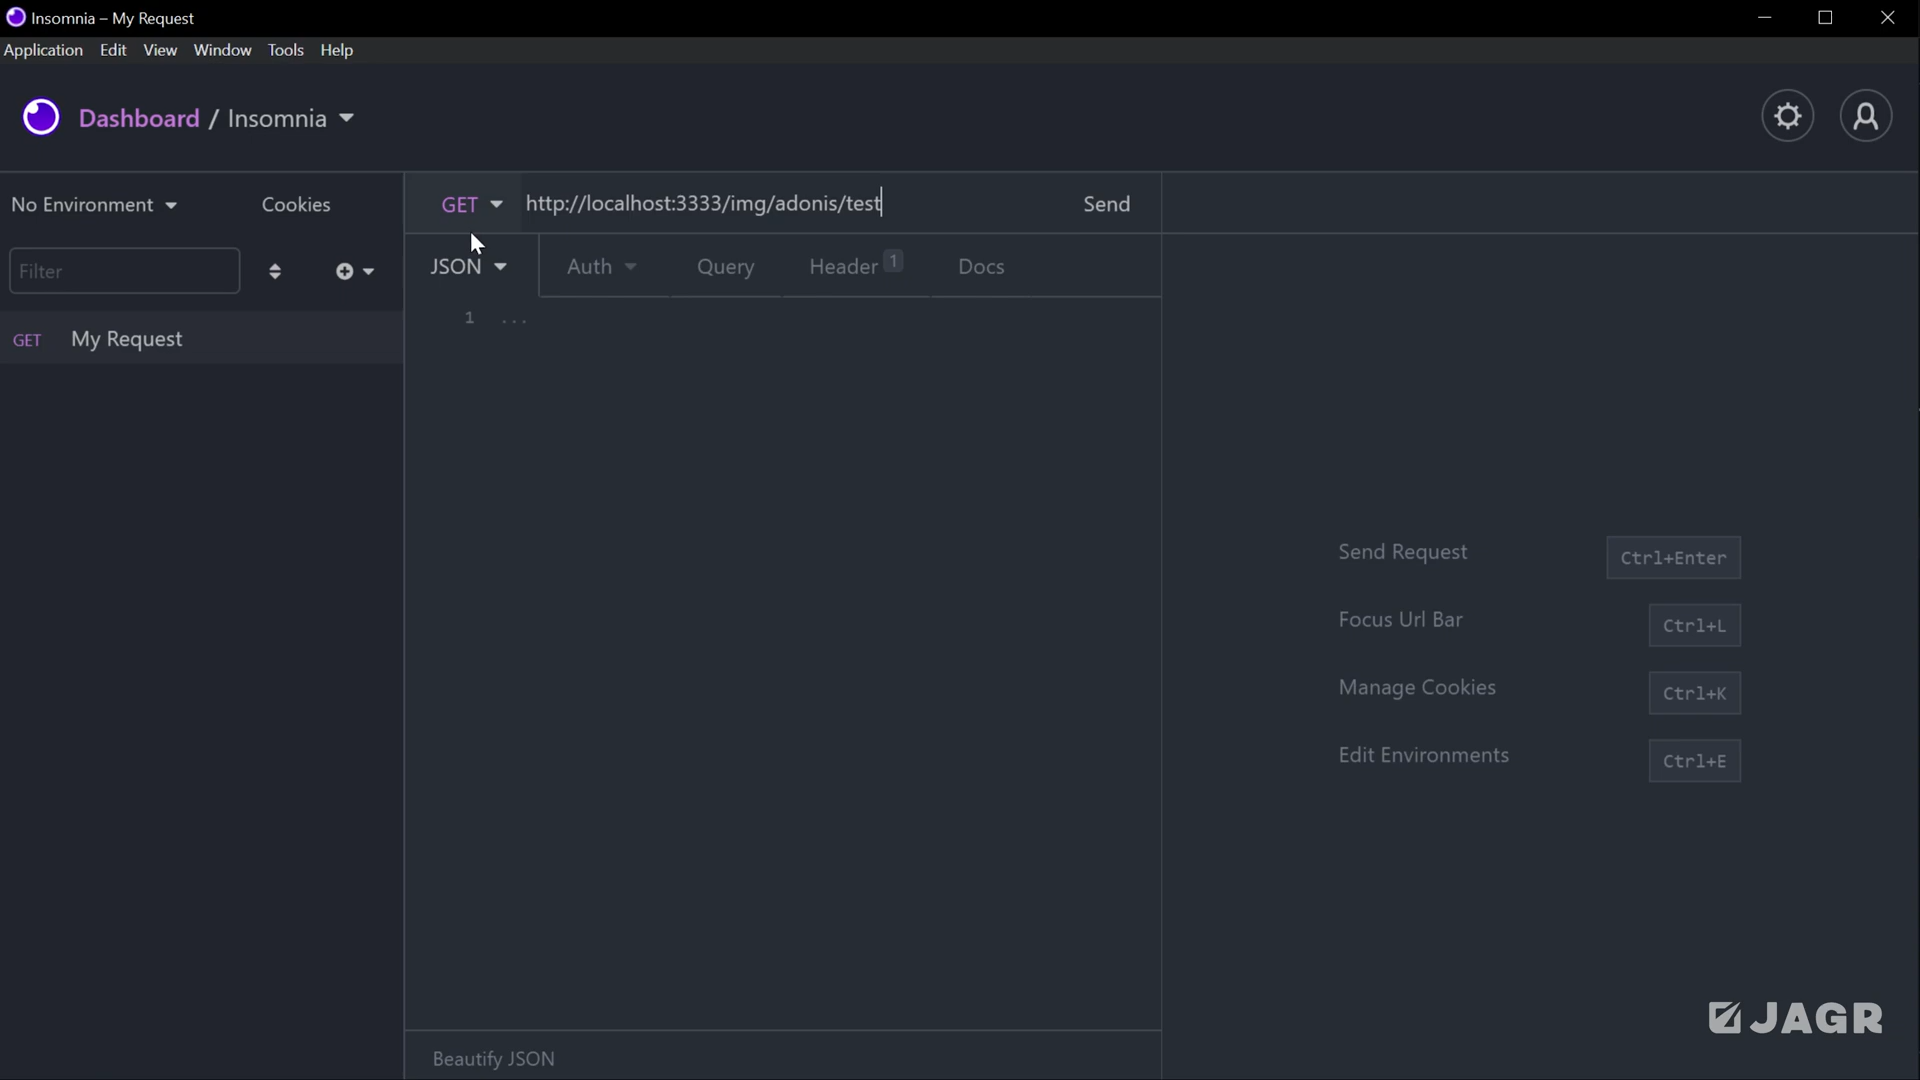 Insomnia – My Request
Application Edit View Window Tools Help
Dashboard / Insomnia
No Environment Cookies
GET http://localhost:3333/img/adonis/test Send
Filter
JSON Auth Query Header 1 Docs
1 ...
GET My Request
Send Request Ctrl+Enter
Focus Url Bar Ctrl+L
Manage Cookies Ctrl+K
Edit Environments Ctrl+E
JAGR
Beautify JSON